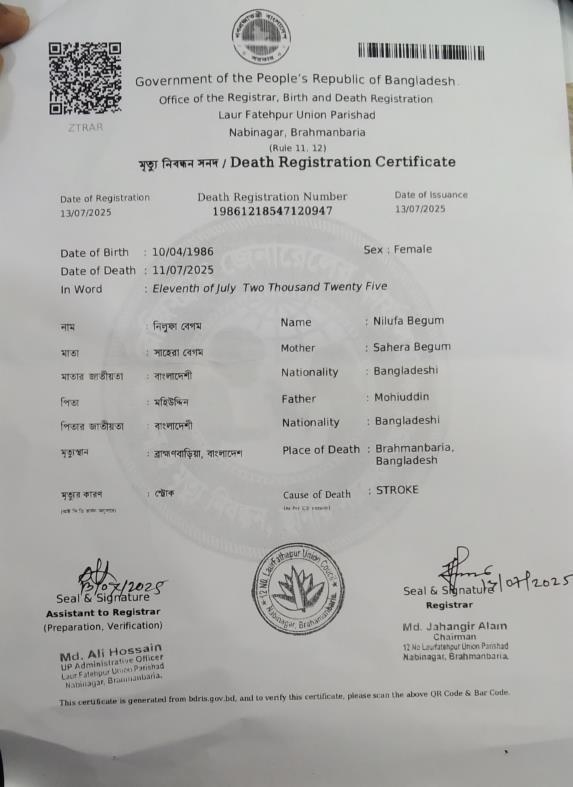 ZTRAR
Government of the People's Republic of Bangladesh.
Office of the Registrar, Birth and Death Registration
Laur Fatehpur Union Parishad
Nabinagar, Brahmanbaria
(Rule 11, 12)
মৃত্যু নিবন্ধন সনদ / Death Registration Certificate
Date of Registration Death Registration Number Date of Issuance
13/07/2025 19861218547120947 13/07/2025
Date of Birth : 10/04/1986 Sex : Female
Date of Death : 11/07/2025
In Word : Eleventh of July Two Thousand Twenty Five
নাম : নিলুফা বেগম Name : Nilufa Begum
মাতা : সাহেরা বেগম Mother : Sahera Begum
মাতার জাতীয়তা : বাংলাদেশী Nationality : Bangladeshi
পিতা : মহিউদ্দিন Father : Mohiuddin
পিতার জাতীয়তা : বাংলাদেশী Nationality : Bangladeshi
মৃত্যুস্থান : ব্রাহ্মণবাড়িয়া, বাংলাদেশ Place of Death : Brahmanbaria,
Bangladesh
মৃত্যুর কারণ : স্ট্রোক Cause of Death : STROKE
13/07/2025 13/07/2025
Seal & Signature Seal & Signature
Assistant to Registrar Registrar
(Preparation, Verification)
Md. Ali Hossain Md. Jahangir Alam
UP Administrative Officer Chairman
Laur Fatehpur Union Parishad 12 No Laufatehpur Union Parishad
Nabinagar, Brahmanbaria. Nabinagar, Brahmanbaria.
12 NO Laurfathapur Union Council
Nabinagar, Brahamanbaria.
This certificate is generated from bdris.gov.bd, and to verify this certificate, please scan the above QR Code & Bar Code.